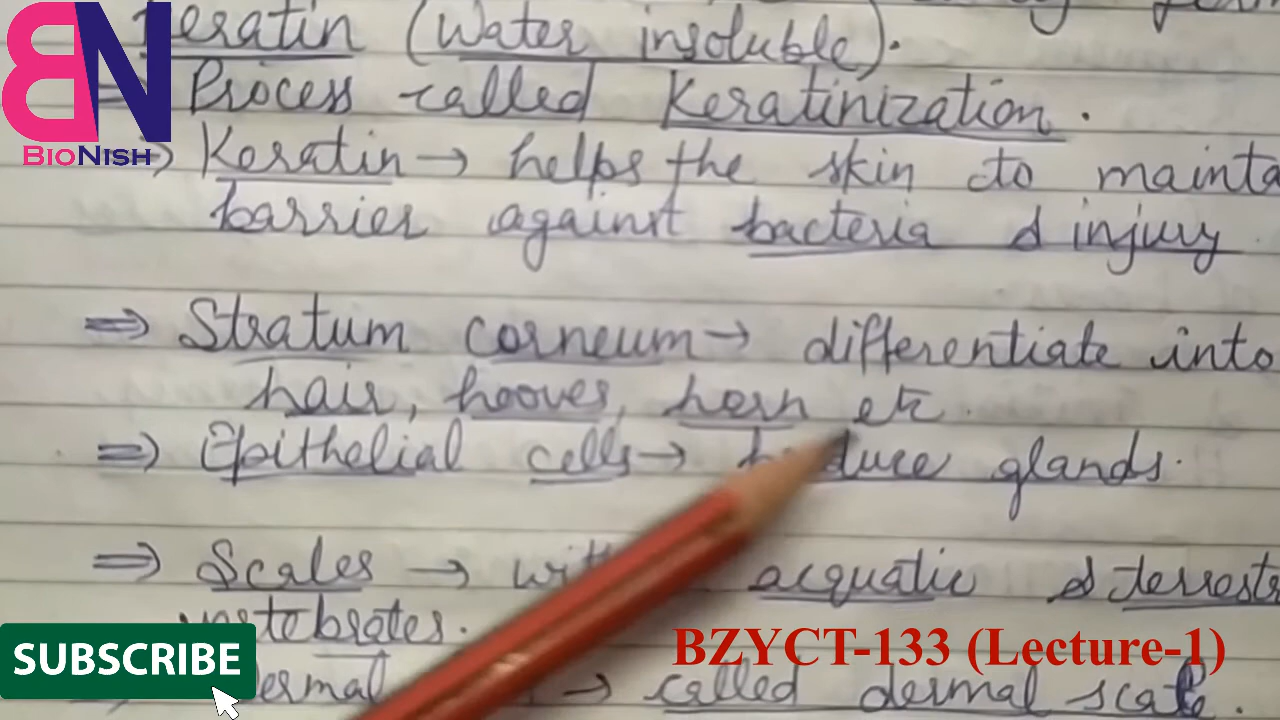 Keratin (Water insoluble).
⇒ Process called Keratinization.
BN
BIONISH
⇒ Keratin → helps the skin to mainta
barrier against bacteria & injury.
⇒ Stratum corneum → differentiate into
hair, hooves, horn etc.
⇒ Epithelial cells → duce glands.
⇒ Scales → wit acquatic & terrestr
vertebrates.
SUBSCRIBE
BZYCT-133 (Lecture-1)
ermal → called dermal scale.